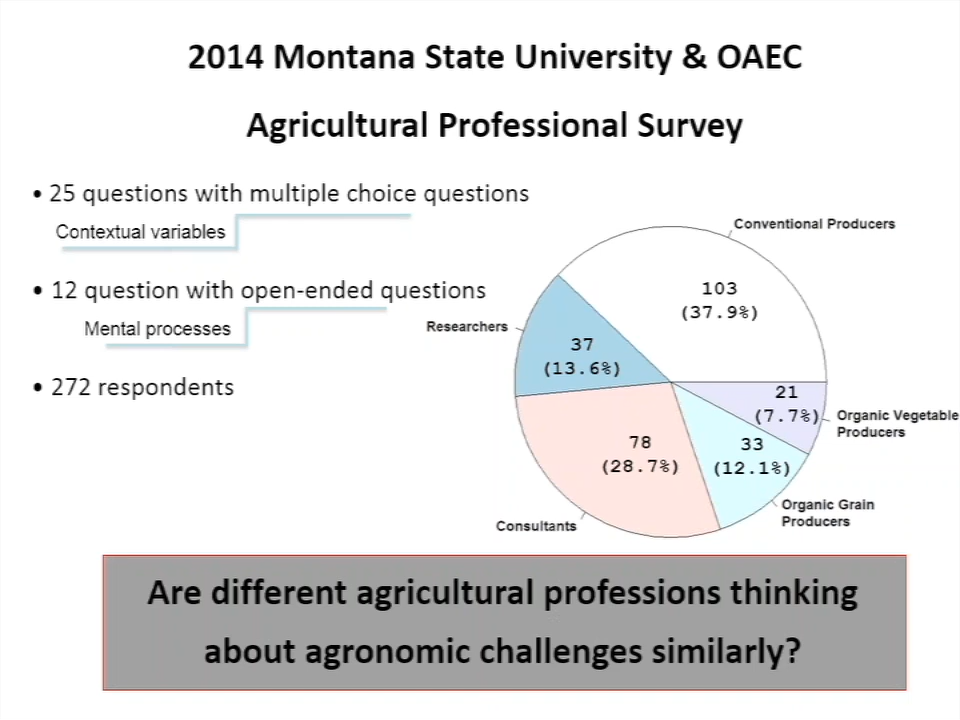 2014 Montana State University & OAEC
Agricultural Professional Survey
• 25 questions with multiple choice questions
Contextual variables
• 12 question with open-ended questions
Mental processes
• 272 respondents
Conventional Producers
103
(37.9%)
Researchers
37
(13.6%)
21
(7.7%)
Organic Vegetable
Producers
78
(28.7%)
33
(12.1%)
Organic Grain
Producers
Consultants
Are different agricultural professions thinking
about agronomic challenges similarly?